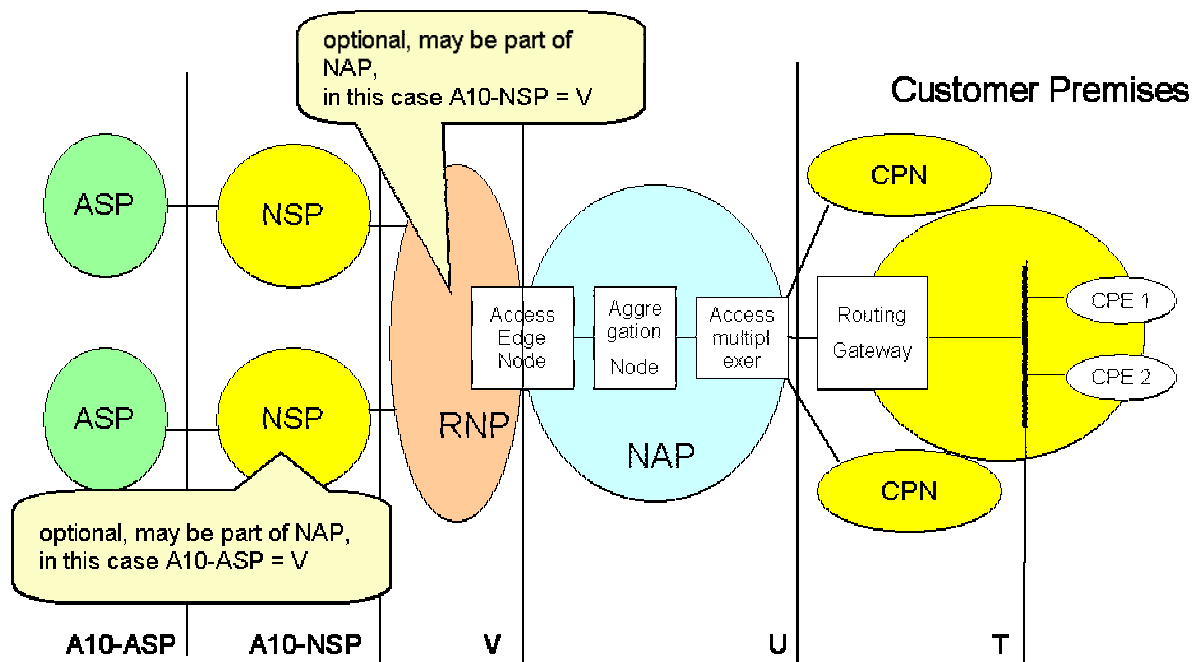 optional, may be part of
NAP,
in this case A10-NSP = V
Customer Premises
ASP
NSP
CPN
Access
Edge
Node
Aggre
gation
Node
Access
multipl
exer
Routing
Gateway
CPE 1
CPE 2
ASP
NSP
RNP
NAP
CPN
optional, may be part of NAP,
in this case A10-ASP = V
A10-ASP
A10-NSP
V
U
T